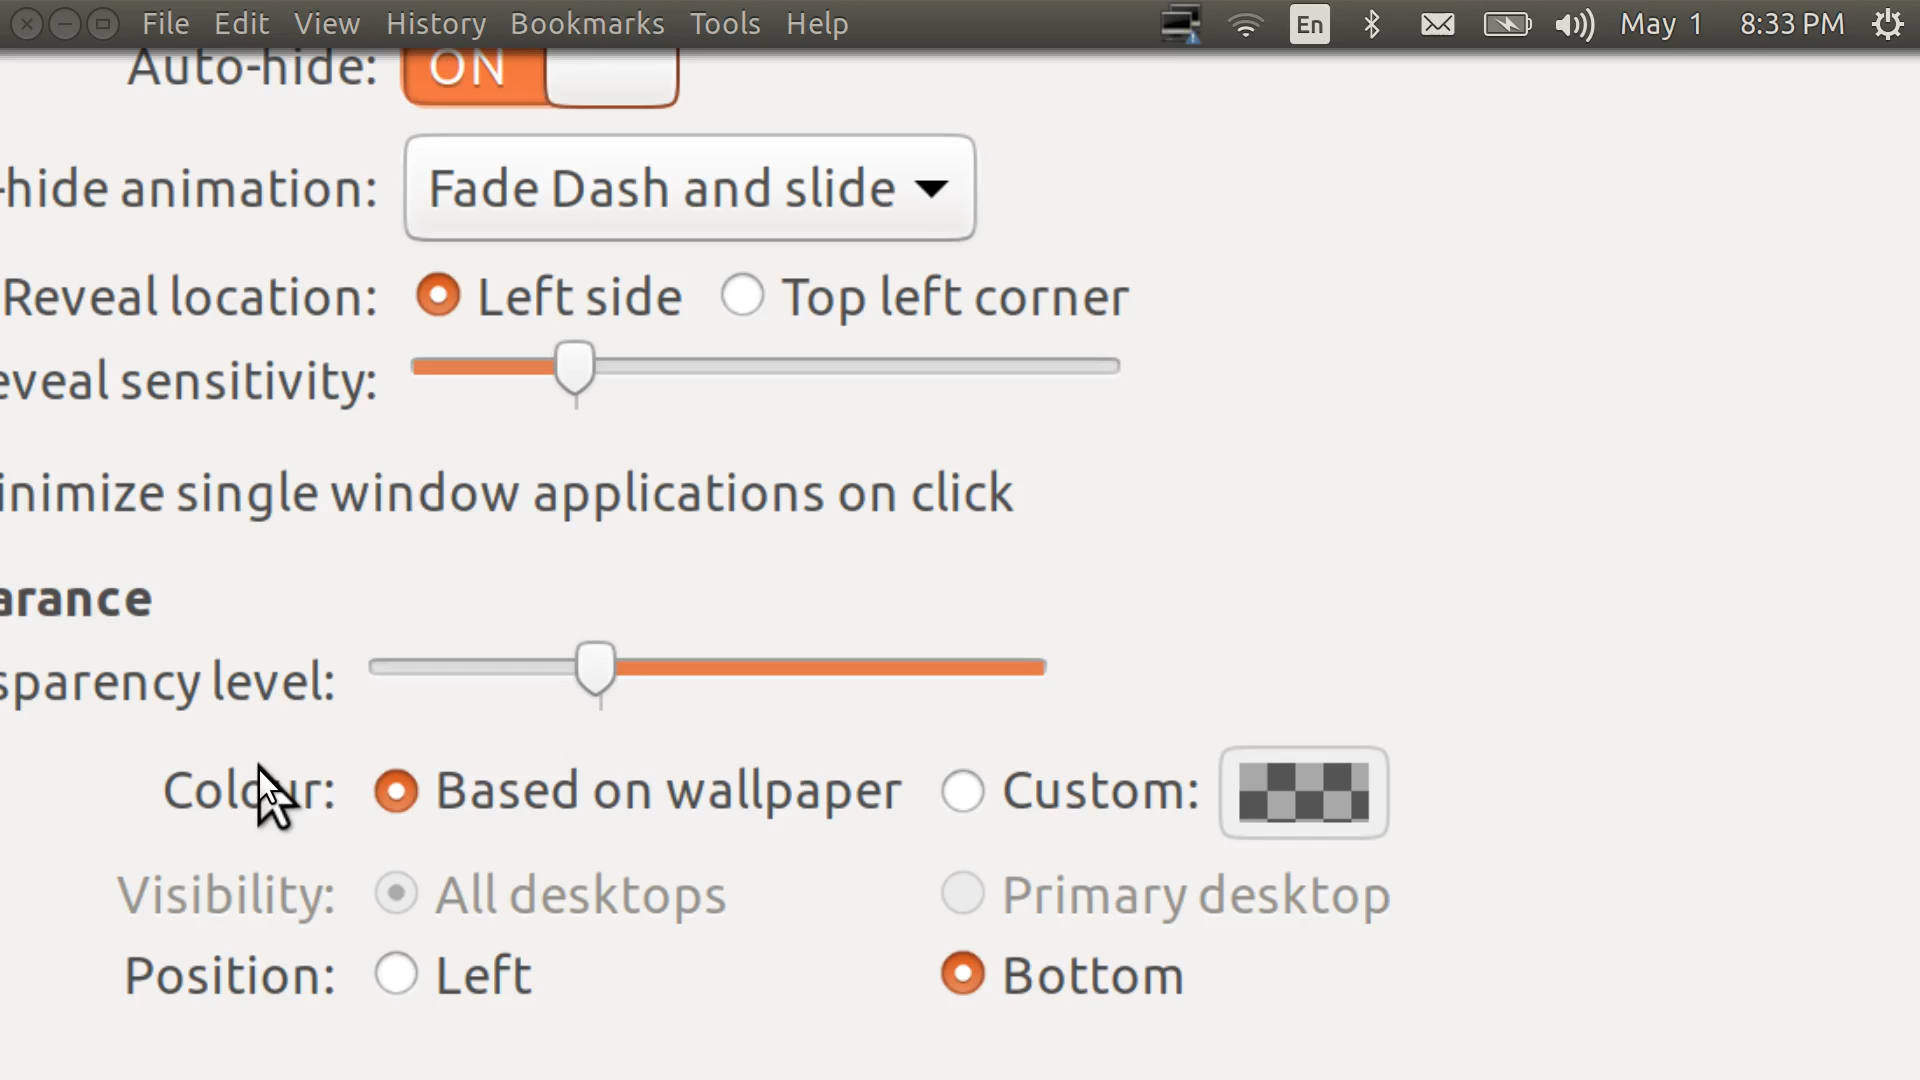 File Edit View History Bookmarks Tools Help En May 1 8:33 PM
Auto-hide: ON
-hide animation: Fade Dash and slide
Reveal location: Left side Top left corner
eveal sensitivity:
inimize single window applications on click
arance
sparency level:
Colour: Based on wallpaper Custom:
Visibility: All desktops Primary desktop
Position: Left Bottom